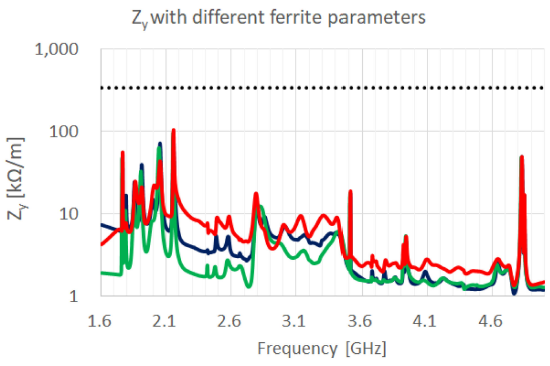 Zy with different ferrite parameters
1,000
100
10
1
Zy [kΩ/m]
1.6 2.1 2.6 3.1 3.6 4.1 4.6
Frequency [GHz]